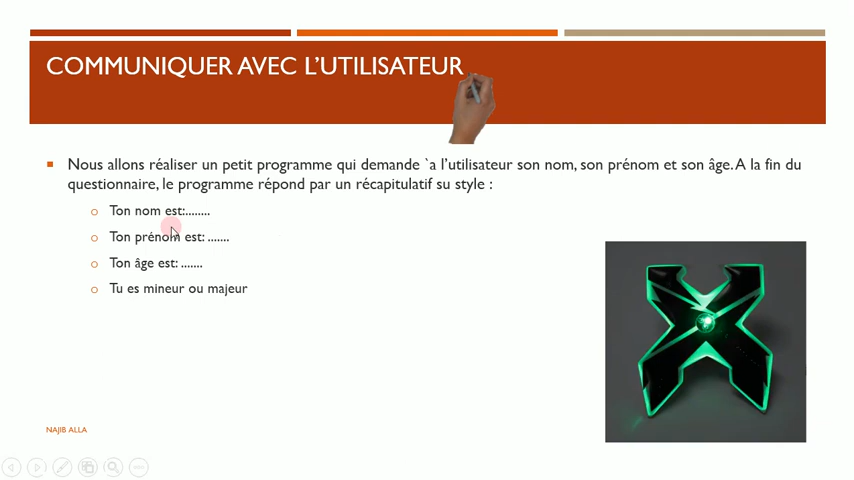 COMMUNIQUER AVEC L'UTILISATEUR
Nous allons réaliser un petit programme qui demande `a l'utilisateur son nom, son prénom et son âge. A la fin du
questionnaire, le programme répond par un récapitulatif su style :
Ton nom est:........
Ton prénom est: .......
Ton âge est: .......
Tu es mineur ou majeur
NAJIB ALLA